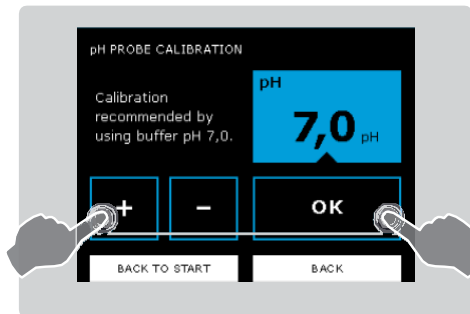 pH PROBE CALIBRATION
Calibration
recommended by
using buffer pH 7,0.
pH
7,0 pH
+ - OK
BACK TO START BACK